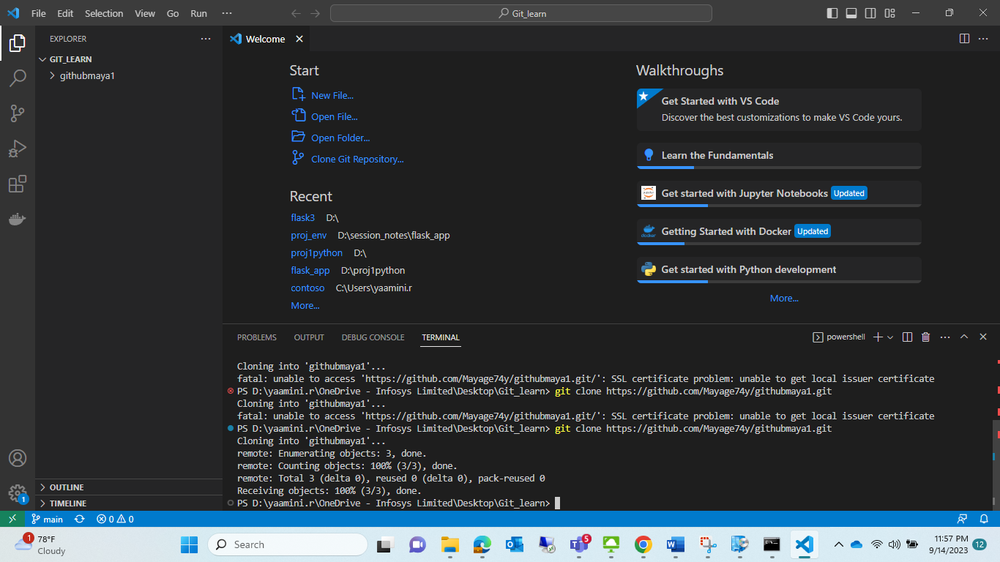 File Edit Selection View Go Run ···
Git_learn
EXPLORER
GIT_LEARN
githubmaya1
OUTLINE
TIMELINE
Welcome
Start
New File...
Open File...
Open Folder...
Clone Git Repository...
Recent
flask3 D:\
proj_env D:\session_notes\flask_app
proj1python D:\
flask_app D:\proj1python
contoso C:\Users\yaamini.r
More...
Walkthroughs
Get Started with VS Code
Discover the best customizations to make VS Code yours.
Learn the Fundamentals
Get started with Jupyter Notebooks Updated
Getting Started with Docker Updated
Get started with Python development
More...
PROBLEMS OUTPUT DEBUG CONSOLE TERMINAL
powershell
Cloning into 'githubmaya1'...
fatal: unable to access 'https://github.com/Mayage74y/githubmaya1.git/': SSL certificate problem: unable to get local issuer certificate
PS D:\yaamini.r\OneDrive - Infosys Limited\Desktop\Git_learn> git clone https://github.com/Mayage74y/githubmaya1.git
Cloning into 'githubmaya1'...
fatal: unable to access 'https://github.com/Mayage74y/githubmaya1.git/': SSL certificate problem: unable to get local issuer certificate
PS D:\yaamini.r\OneDrive - Infosys Limited\Desktop\Git_learn> git clone https://github.com/Mayage74y/githubmaya1.git
Cloning into 'githubmaya1'...
remote: Enumerating objects: 3, done.
remote: Counting objects: 100% (3/3), done.
remote: Total 3 (delta 0), reused 0 (delta 0), pack-reused 0
Receiving objects: 100% (3/3), done.
PS D:\yaamini.r\OneDrive - Infosys Limited\Desktop\Git_learn>
1
main 0 0
1
78°F
Cloudy
Search
5
11:57 PM
9/14/2023
12